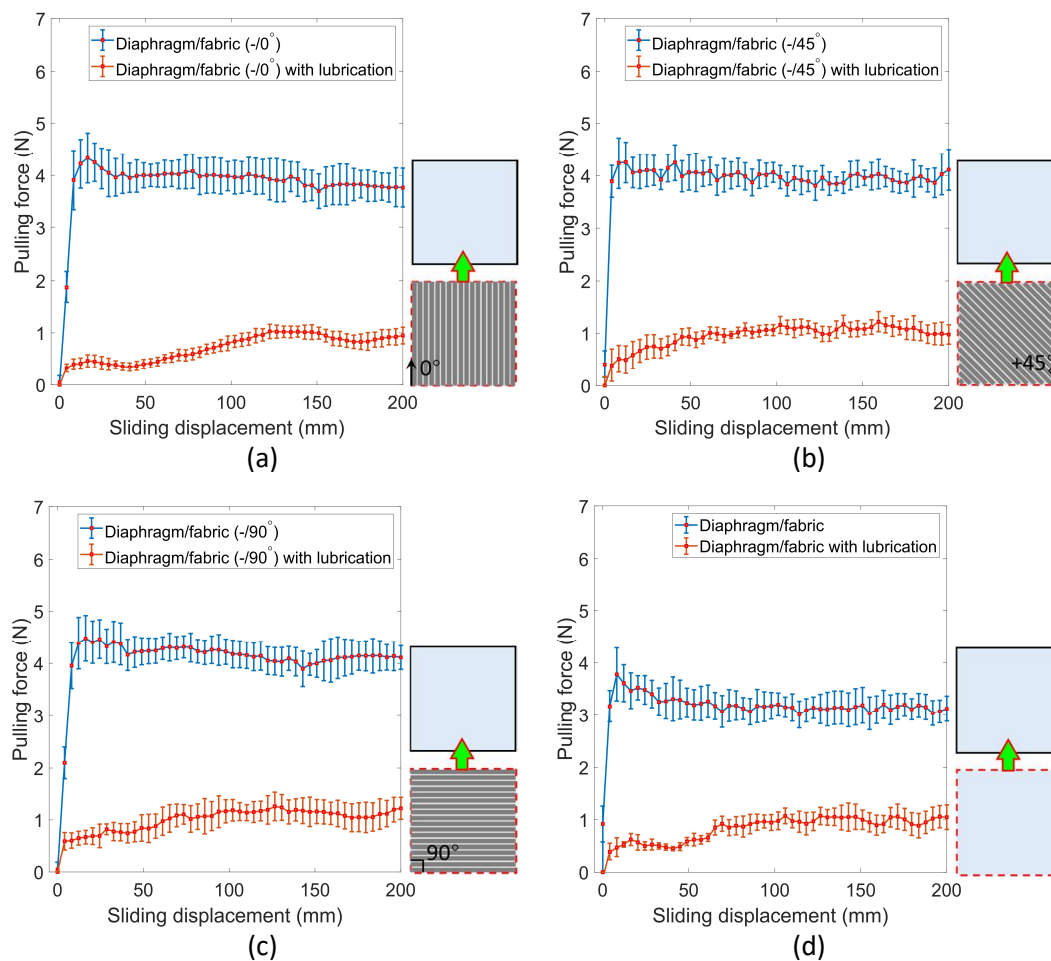 7
6
5
4
3
2
1
0
Pulling force (N)
Diaphragm/fabric (-/0°)
Diaphragm/fabric (-/0°) with lubrication
0°
0 50 100 150 200
Sliding displacement (mm)
(a)
7
6
5
4
3
2
1
0
Pulling force (N)
Diaphragm/fabric (-/45°)
Diaphragm/fabric (-/45°) with lubrication
+45°
0 50 100 150 200
Sliding displacement (mm)
(b)
7
6
5
4
3
2
1
0
Pulling force (N)
Diaphragm/fabric (-/90°)
Diaphragm/fabric (-/90°) with lubrication
90°
0 50 100 150 200
Sliding displacement (mm)
(c)
7
6
5
4
3
2
1
0
Pulling force (N)
Diaphragm/fabric
Diaphragm/fabric with lubrication
0 50 100 150 200
Sliding displacement (mm)
(d)